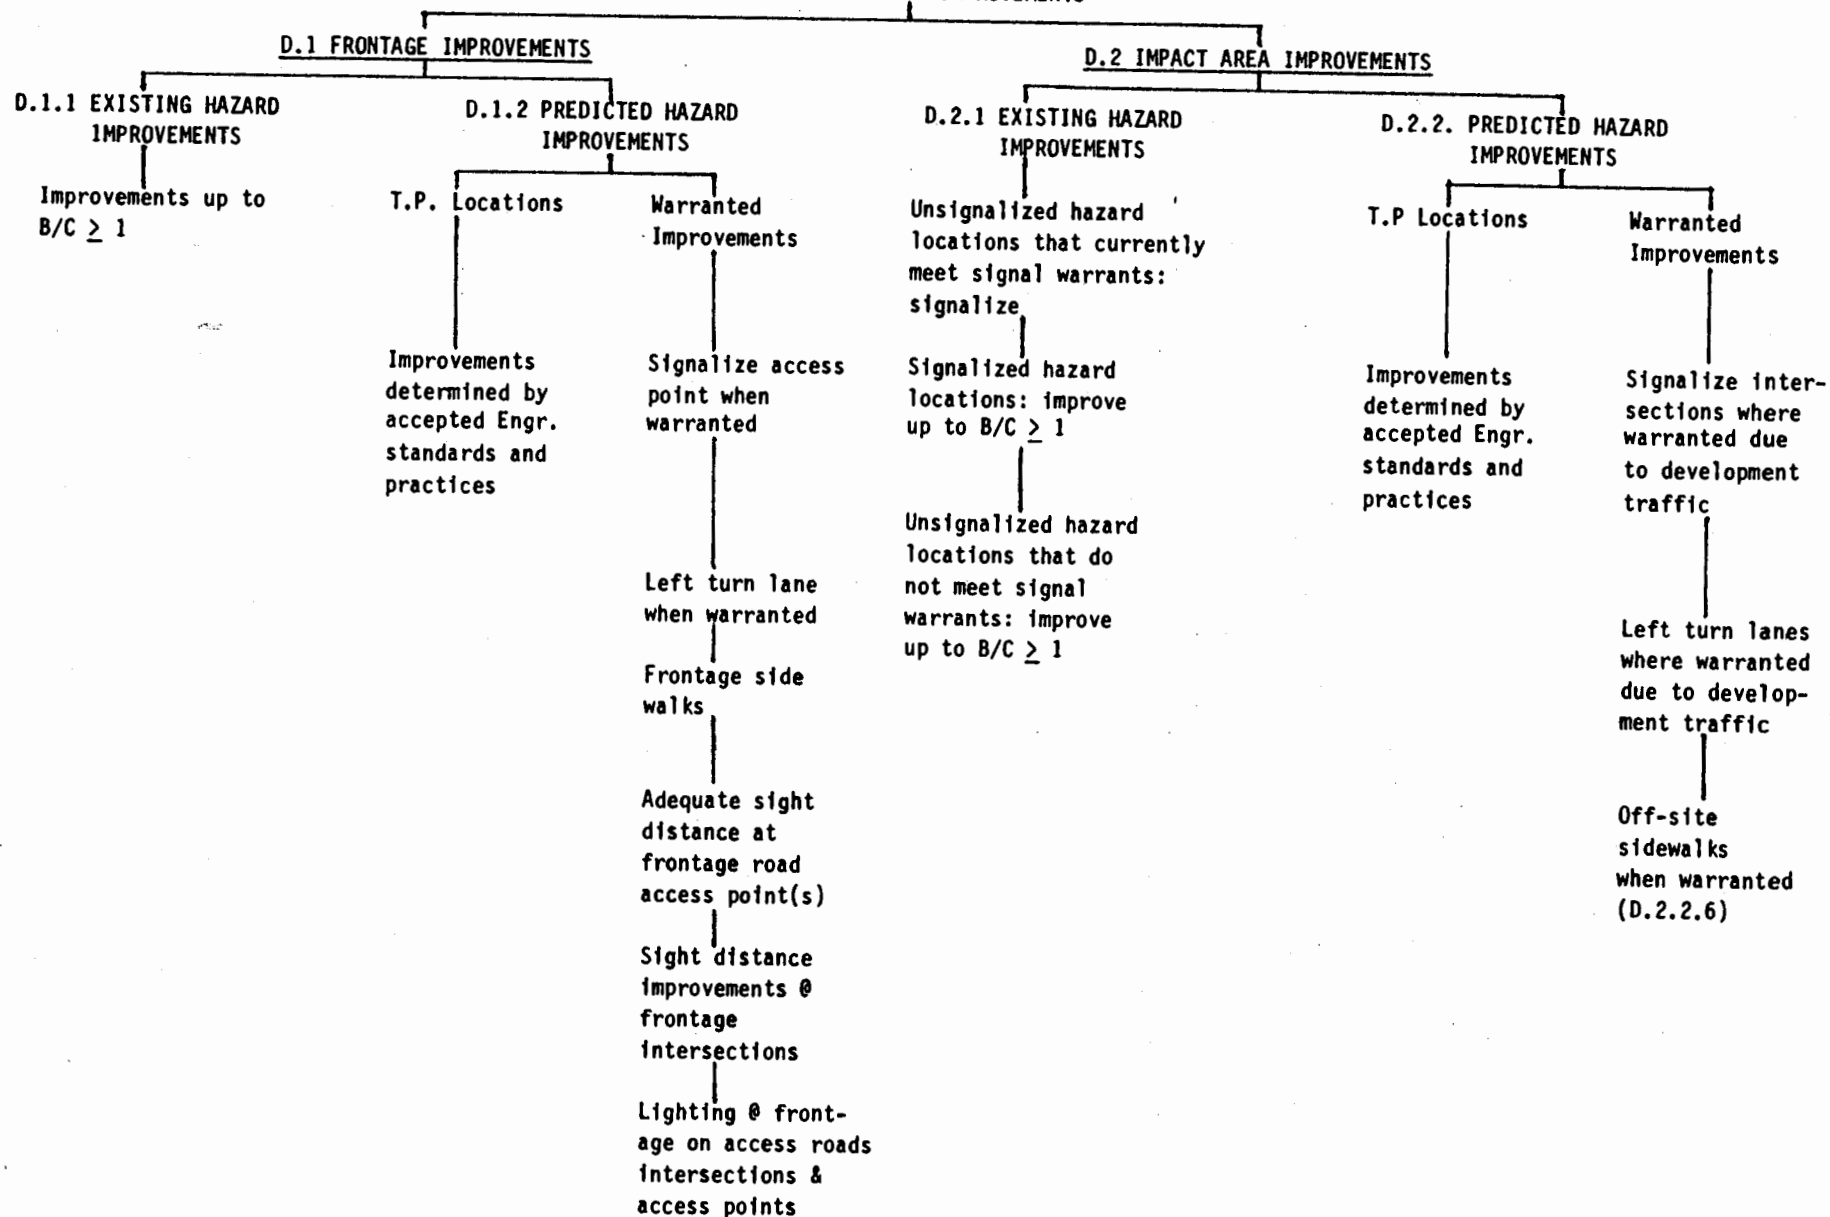 D.1 FRONTAGE IMPROVEMENTS
D.2 IMPACT AREA IMPROVEMENTS
D.1.1 EXISTING HAZARD
IMPROVEMENTS
Improvements up to
B/C ≥ 1
D.1.2 PREDICTED HAZARD
IMPROVEMENTS
T.P. Locations
Improvements
determined by
accepted Engr.
standards and
practices
Warranted
Improvements
Signalize access
point when
warranted
Left turn lane
when warranted
Frontage side
walks
Adequate sight
distance at
frontage road
access point(s)
Sight distance
improvements @
frontage
intersections
Lighting @ front-
age on access roads
intersections &
access points
D.2.1 EXISTING HAZARD
IMPROVEMENTS
Unsignalized hazard
locations that currently
meet signal warrants:
signalize
Signalized hazard
locations: improve
up to B/C ≥ 1
Unsignalized hazard
locations that do
not meet signal
warrants: improve
up to B/C ≥ 1
D.2.2. PREDICTED HAZARD
IMPROVEMENTS
T.P Locations
Improvements
determined by
accepted Engr.
standards and
practices
Warranted
Improvements
Signalize inter-
sections where
warranted due
to development
traffic
Left turn lanes
where warranted
due to develop-
ment traffic
Off-site
sidewalks
when warranted
(D.2.2.6)